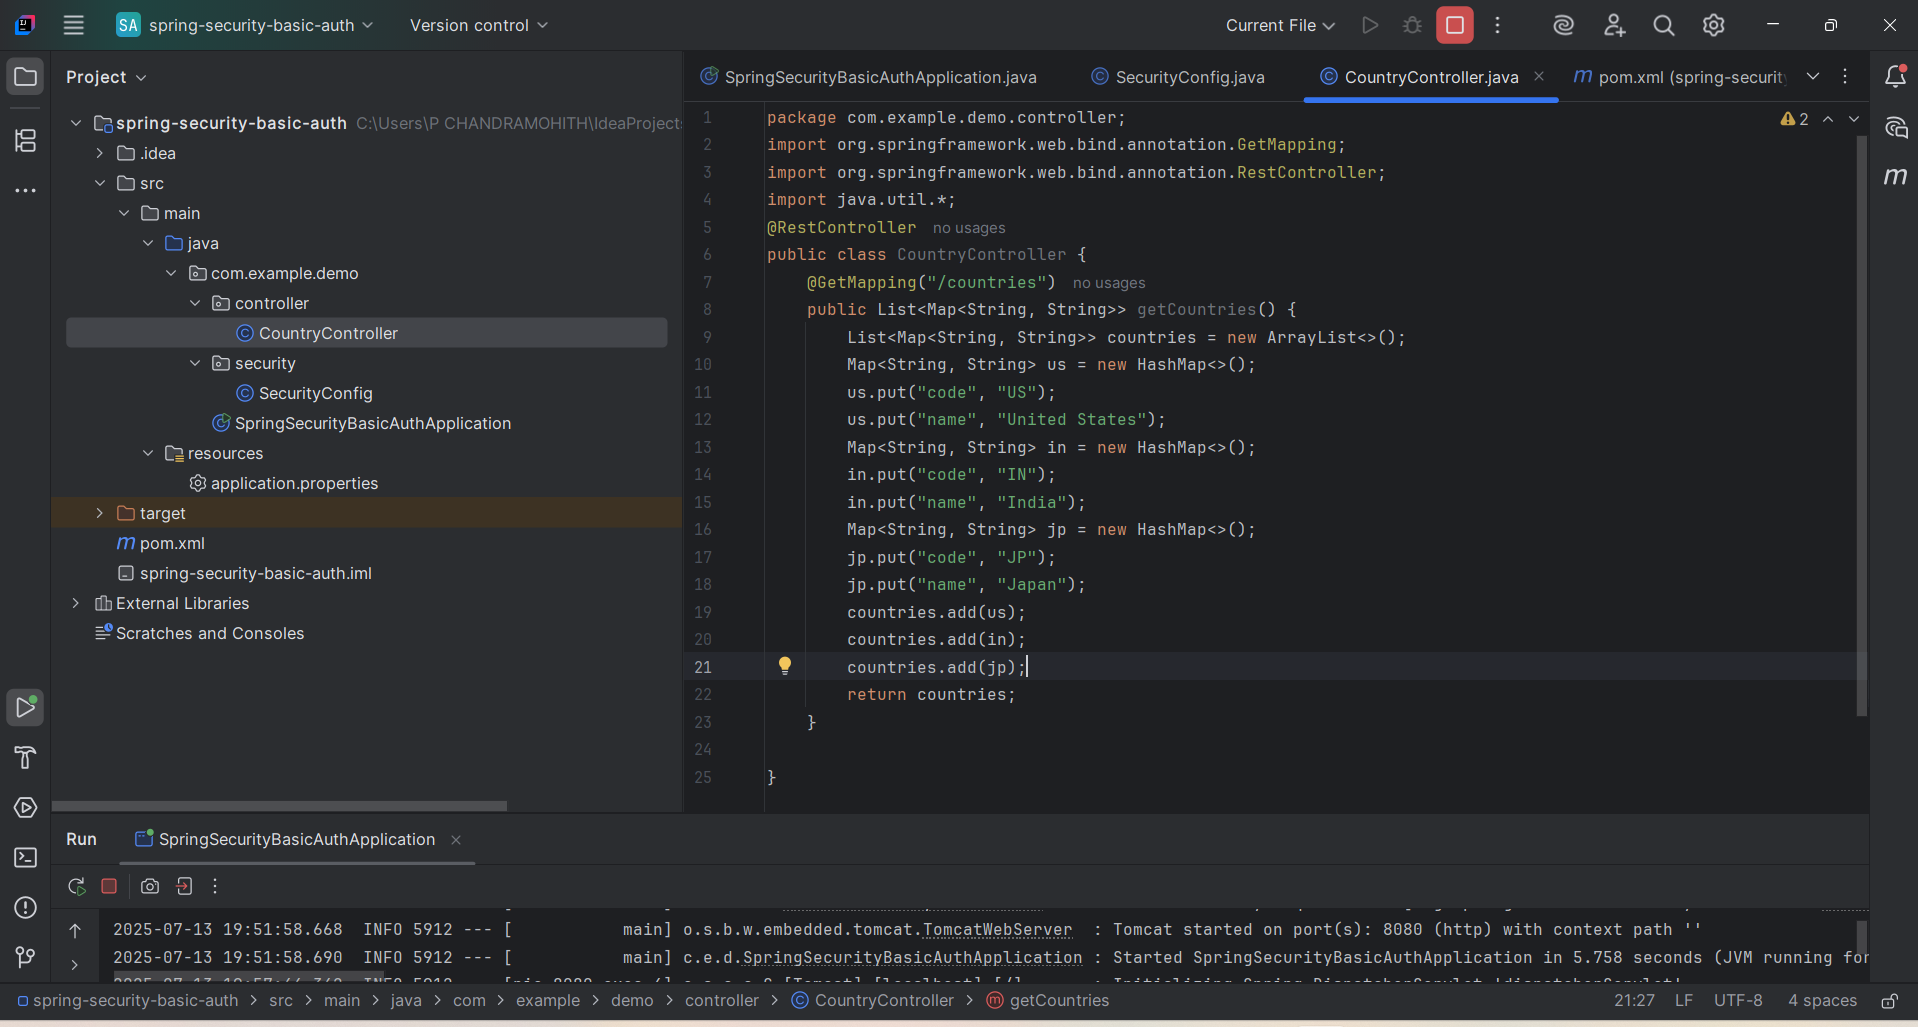 SA spring-security-basic-auth Version control Current File
Project
spring-security-basic-auth C:\Users\P CHANDRAMOHITH\IdeaProject
.idea
src
main
java
com.example.demo
controller
CountryController
security
SecurityConfig
SpringSecurityBasicAuthApplication
resources
application.properties
target
pom.xml
spring-security-basic-auth.iml
External Libraries
Scratches and Consoles
SpringSecurityBasicAuthApplication.java SecurityConfig.java CountryController.java pom.xml (spring-securit
2
1 package com.example.demo.controller;
2 import org.springframework.web.bind.annotation.GetMapping;
3 import org.springframework.web.bind.annotation.RestController;
4 import java.util.*;
5 @RestController no usages
6 public class CountryController {
7 @GetMapping("/countries") no usages
8 public List<Map<String, String>> getCountries() {
9 List<Map<String, String>> countries = new ArrayList<>();
10 Map<String, String> us = new HashMap<>();
11 us.put("code", "US");
12 us.put("name", "United States");
13 Map<String, String> in = new HashMap<>();
14 in.put("code", "IN");
15 in.put("name", "India");
16 Map<String, String> jp = new HashMap<>();
17 jp.put("code", "JP");
18 jp.put("name", "Japan");
19 countries.add(us);
20 countries.add(in);
21 countries.add(jp);
22 return countries;
23 }
24
25 }
Run SpringSecurityBasicAuthApplication
2025-07-13 19:51:58.668 INFO 5912 --- [ main] o.s.b.w.embedded.tomcat.TomcatWebServer : Tomcat started on port(s): 8080 (http) with context path ''
2025-07-13 19:51:58.690 INFO 5912 --- [ main] c.e.d.SpringSecurityBasicAuthApplication : Started SpringSecurityBasicAuthApplication in 5.758 seconds (JVM running for
spring-security-basic-auth > src > main > java > com > example > demo > controller > CountryController > getCountries 21:27 LF UTF-8 4 spaces